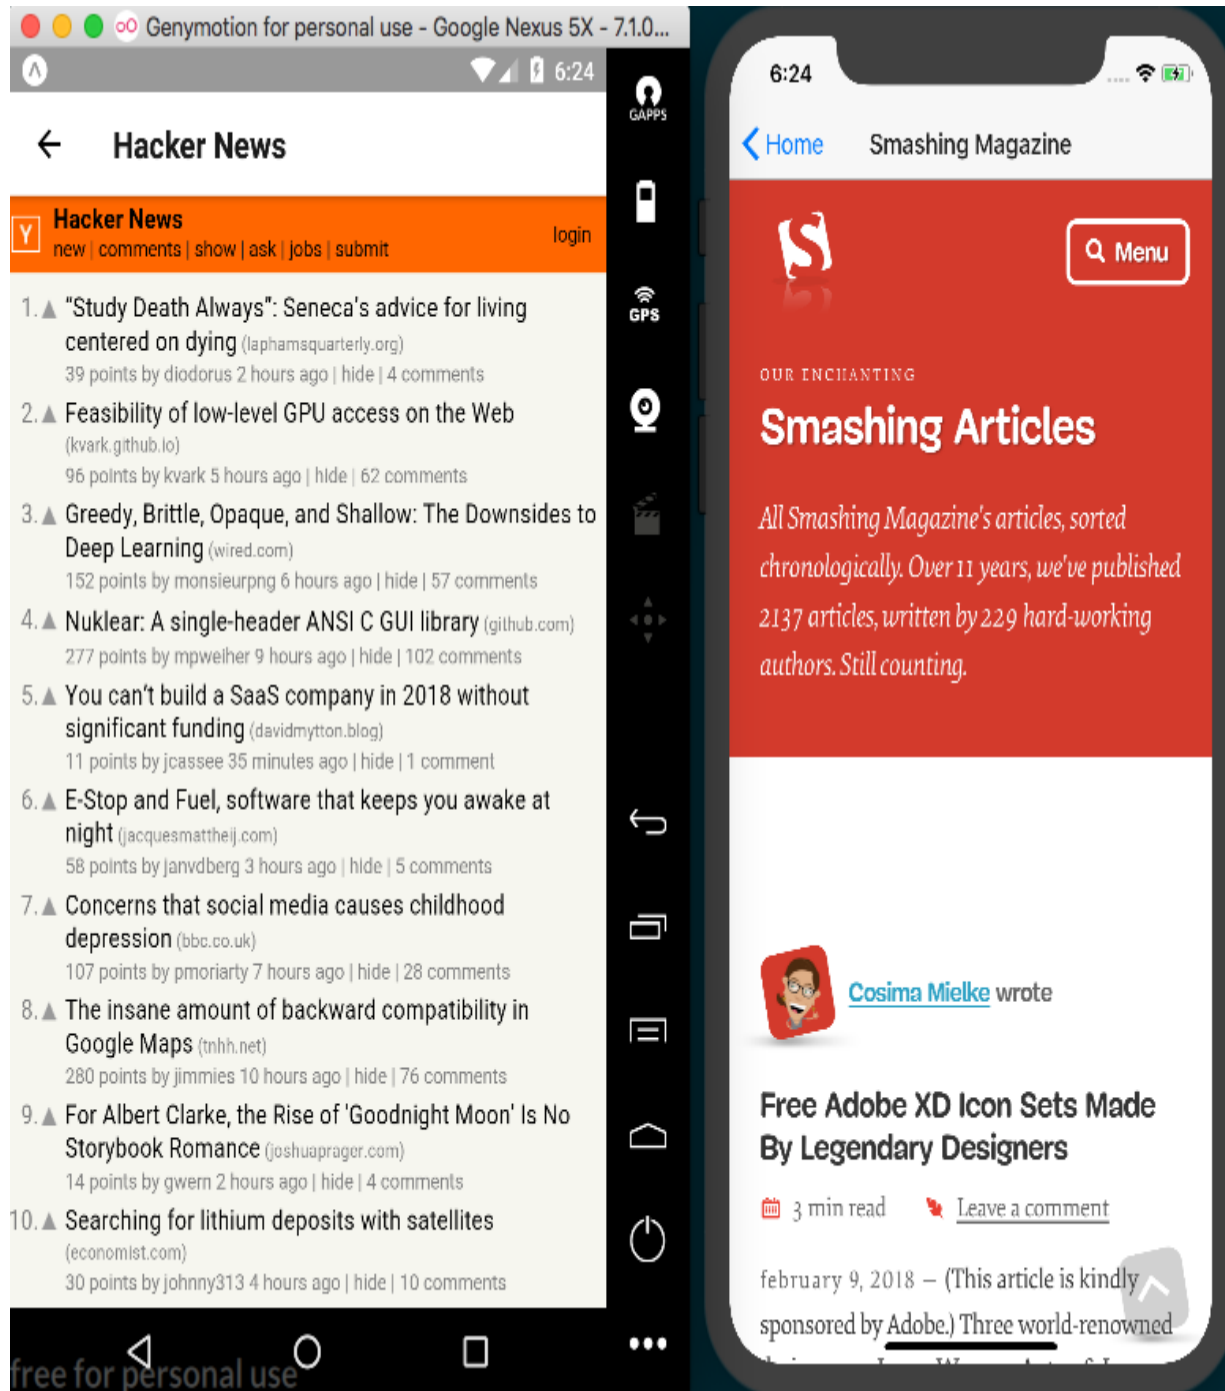 Genymotion for personal use - Google Nexus 5X - 7.1.0...
6:24
GAPPS
Hacker News
Y
Hacker News
new | comments | show | ask | jobs | submit
login
GPS
1. "Study Death Always": Seneca's advice for living
centered on dying (laphamsquarterly.org)
39 points by diodorus 2 hours ago | hide | 4 comments
2. Feasibility of low-level GPU access on the Web
(kvark.github.io)
96 points by kvark 5 hours ago | hide | 62 comments
3. Greedy, Brittle, Opaque, and Shallow: The Downsides to
Deep Learning (wired.com)
152 points by monsieurpng 6 hours ago | hide | 57 comments
4. Nuklear: A single-header ANSI C GUI library (github.com)
277 points by mpweiher 9 hours ago | hide | 102 comments
5. You can't build a SaaS company in 2018 without
significant funding (davidmytton.blog)
11 points by jcassee 35 minutes ago | hide | 1 comment
6. E-Stop and Fuel, software that keeps you awake at
night (jacquesmattheij.com)
58 points by janvdberg 3 hours ago | hide | 5 comments
7. Concerns that social media causes childhood
depression (bbc.co.uk)
107 points by pmoriarty 7 hours ago | hide | 28 comments
8. The insane amount of backward compatibility in
Google Maps (tnhh.net)
280 points by jimmies 10 hours ago | hide | 76 comments
9. For Albert Clarke, the Rise of 'Goodnight Moon' Is No
Storybook Romance (joshuaprager.com)
14 points by gwern 2 hours ago | hide | 4 comments
10. Searching for lithium deposits with satellites
(economist.com)
30 points by johnny313 4 hours ago | hide | 10 comments
free for personal use
6:24
Home
Smashing Magazine
Menu
OUR ENCHANTING
Smashing Articles
All Smashing Magazine's articles, sorted
chronologically. Over 11 years, we've published
2137 articles, written by 229 hard-working
authors. Still counting.
Cosima Mielke wrote
Free Adobe XD Icon Sets Made
By Legendary Designers
3 min read
Leave a comment
february 9, 2018 — (This article is kindly
sponsored by Adobe.) Three world-renowned